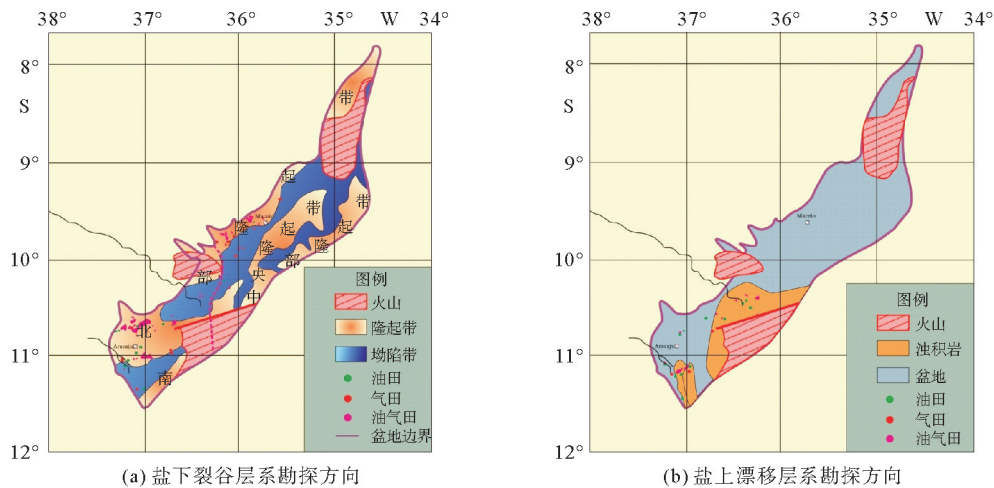 38° 37° 36° 35° W 34°
8°
S
9°
10°
11°
12°
带
起 带 带
隆 起 起
隆 隆
部 央 部
中
北
南
Maceio
Aracaju
图例
火山
隆起带
坳陷带
油田
气田
油气田
盆地边界
(a) 盐下裂谷层系勘探方向
38° 37° 36° 35° W 34°
8°
S
9°
10°
11°
12°
Maceio
Aracaju
图例
火山
浊积岩
盆地
油田
气田
油气田
(b) 盐上漂移层系勘探方向